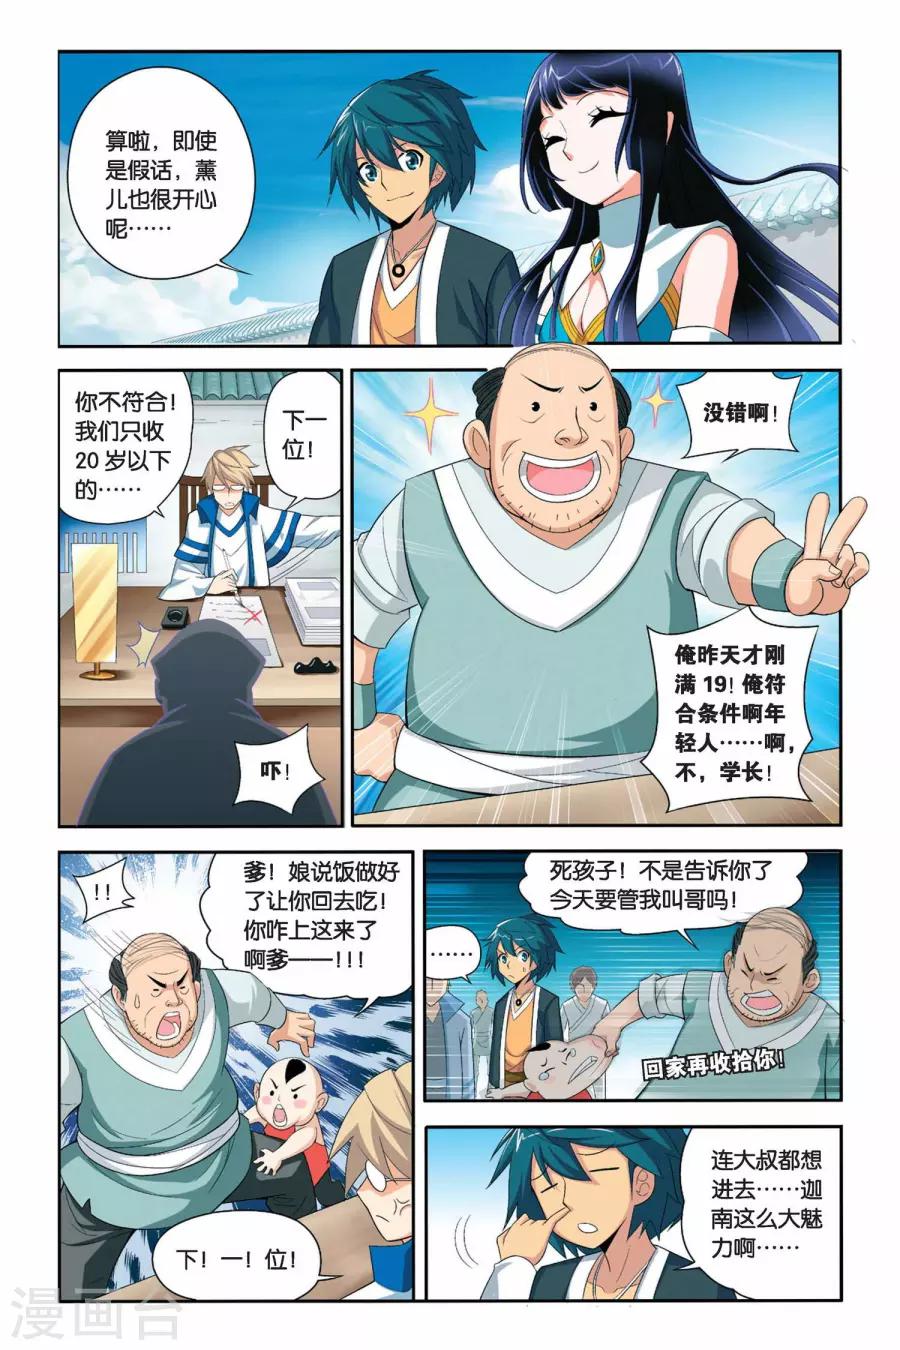 算啦，即使
是假话，薰
儿也很开心
呢……
你不符合！
我们只收
20岁以下
的……
下一
位！
吓！
没错啊！
俺昨天才刚
满19！俺符
合条件啊年
轻人……啊，
不，学长！
！！
爹！娘说饭做好
了让你回去吃！
你咋上这来了
啊爹——！！！
下！一！位！
死孩子！不是告诉你了
今天要管我叫哥吗！
……
回家再收拾你！
连大叔都想
进去……迦
南这么大魅
力啊……
漫画台